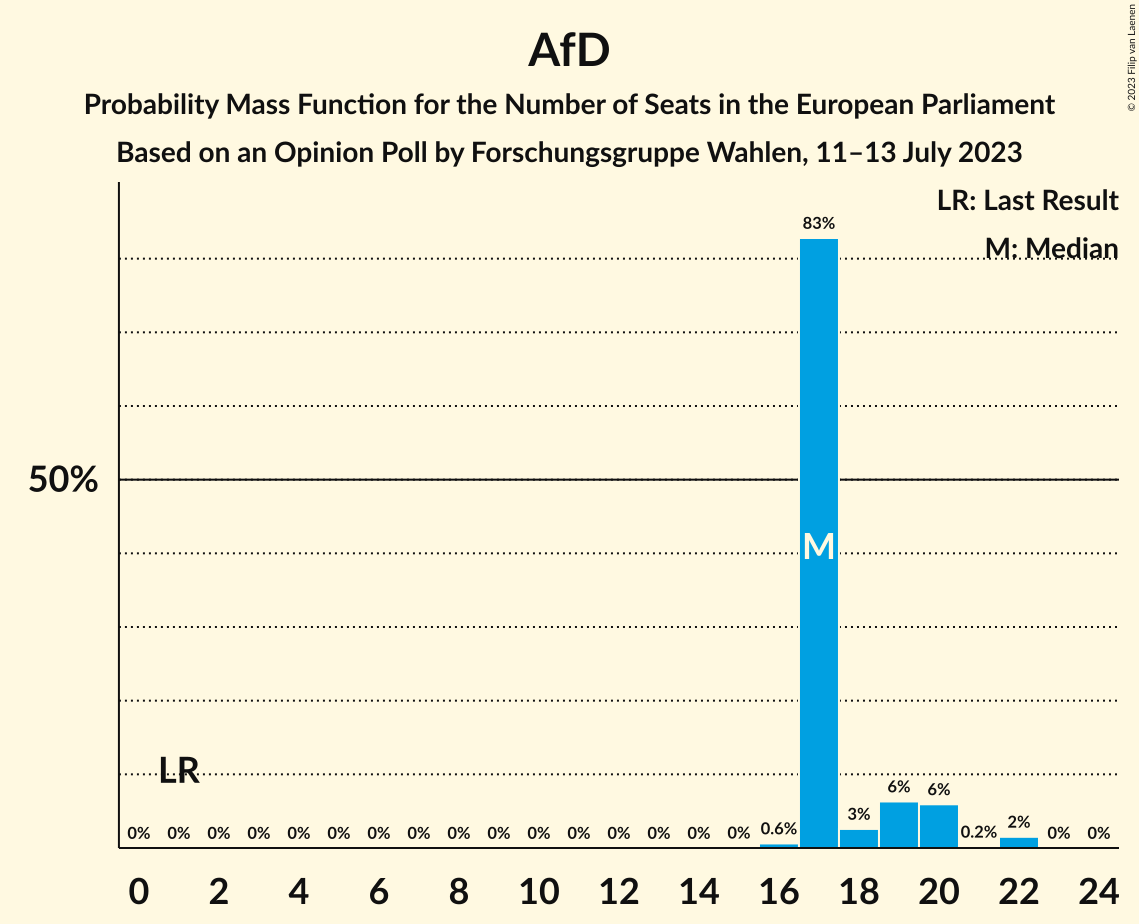 AfD
Probability Mass Function for the Number of Seats in the European Parliament
Based on an Opinion Poll by Forschungsgruppe Wahlen, 11–13 July 2023
© 2023 Filip van Laenen
LR: Last Result
M: Median
83%
50%
M
LR
0% 0% 0% 0% 0% 0% 0% 0% 0% 0% 0% 0% 0% 0% 0% 0% 0.6% 3% 6% 6% 0.2% 2% 0% 0%
0 2 4 6 8 10 12 14 16 18 20 22 24